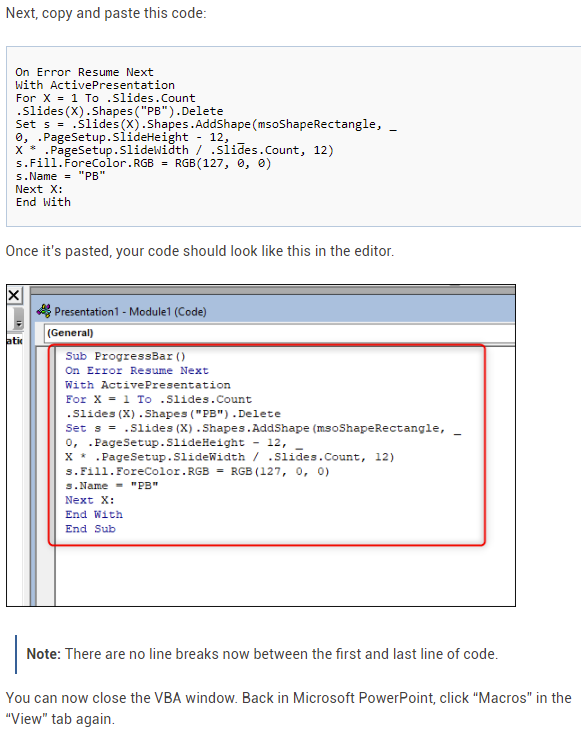 Next, copy and paste this code:
On Error Resume Next
With ActivePresentation
For X = 1 To .Slides.Count
.Slides(X).Shapes("PB").Delete
Set s = .Slides(X).Shapes.AddShape(msoShapeRectangle, _
0, .PageSetup.SlideHeight - 12, _
X * .PageSetup.SlideWidth / .Slides.Count, 12)
s.Fill.ForeColor.RGB = RGB(127, 0, 0)
s.Name = "PB"
Next X:
End With
Once it's pasted, your code should look like this in the editor.
Presentation1 - Module1 (Code)
(General)
Sub ProgressBar()
On Error Resume Next
With ActivePresentation
For X = 1 To .Slides.Count
.Slides(X).Shapes("PB").Delete
Set s = .Slides(X).Shapes.AddShape(msoShapeRectangle, _
0, .PageSetup.SlideHeight - 12, _
X * .PageSetup.SlideWidth / .Slides.Count, 12)
s.Fill.ForeColor.RGB = RGB(127, 0, 0)
s.Name = "PB"
Next X:
End With
End Sub
Note: There are no line breaks now between the first and last line of code.
You can now close the VBA window. Back in Microsoft PowerPoint, click “Macros” in the
“View” tab again.